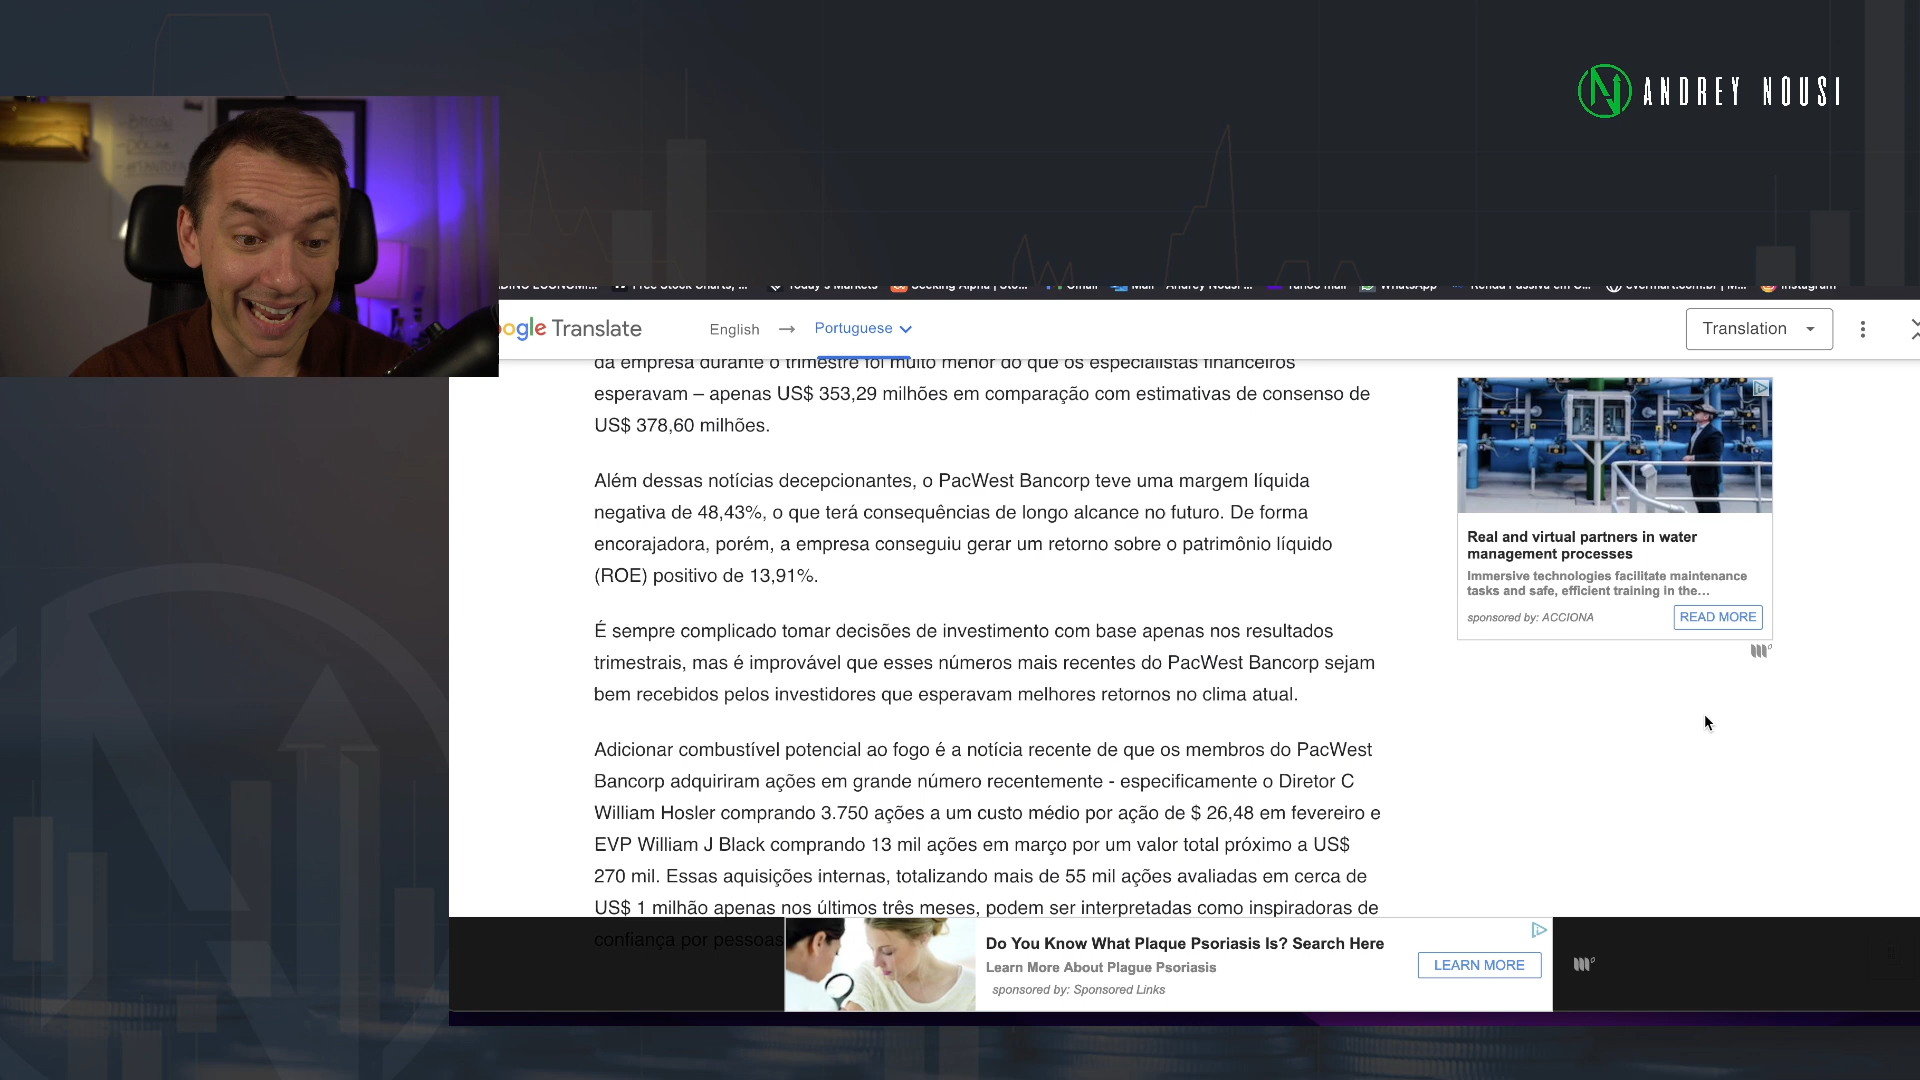 ANDREY NOUSI
Free Stock Charts, ...
Today's Markets
Seeking Alpha | Sto...
Gmail
Mail - Andrey Nousi ...
Yahoo Mail
WhatsApp
Renda Passiva em D...
evermart.com.br | M...
Instagram
ogle Translate
English → Portuguese
Translation
da empresa durante o trimestre foi muito menor do que os especialistas financeiros
esperavam – apenas US$ 353,29 milhões em comparação com estimativas de consenso de
US$ 378,60 milhões.
Além dessas notícias decepcionantes, o PacWest Bancorp teve uma margem líquida
negativa de 48,43%, o que terá consequências de longo alcance no futuro. De forma
encorajadora, porém, a empresa conseguiu gerar um retorno sobre o patrimônio líquido
(ROE) positivo de 13,91%.
É sempre complicado tomar decisões de investimento com base apenas nos resultados
trimestrais, mas é improvável que esses números mais recentes do PacWest Bancorp sejam
bem recebidos pelos investidores que esperavam melhores retornos no clima atual.
Adicionar combustível potencial ao fogo é a notícia recente de que os membros do PacWest
Bancorp adquiriram ações em grande número recentemente - especificamente o Diretor C
William Hosler comprando 3.750 ações a um custo médio por ação de $ 26,48 em fevereiro e
EVP William J Black comprando 13 mil ações em março por um valor total próximo a US$
270 mil. Essas aquisições internas, totalizando mais de 55 mil ações avaliadas em cerca de
US$ 1 milhão apenas nos últimos três meses, podem ser interpretadas como inspiradoras de
confiança por pessoas
Real and virtual partners in water
management processes
Immersive technologies facilitate maintenance
tasks and safe, efficient training in the...
sponsored by: ACCIONA
READ MORE
Do You Know What Plaque Psoriasis Is? Search Here
Learn More About Plague Psoriasis
sponsored by: Sponsored Links
LEARN MORE